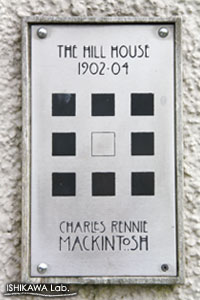 THE HILL HOUSE
1902-04
CHARLES RENNIE
MACKINTOSH
ISHIKAWA Lab.